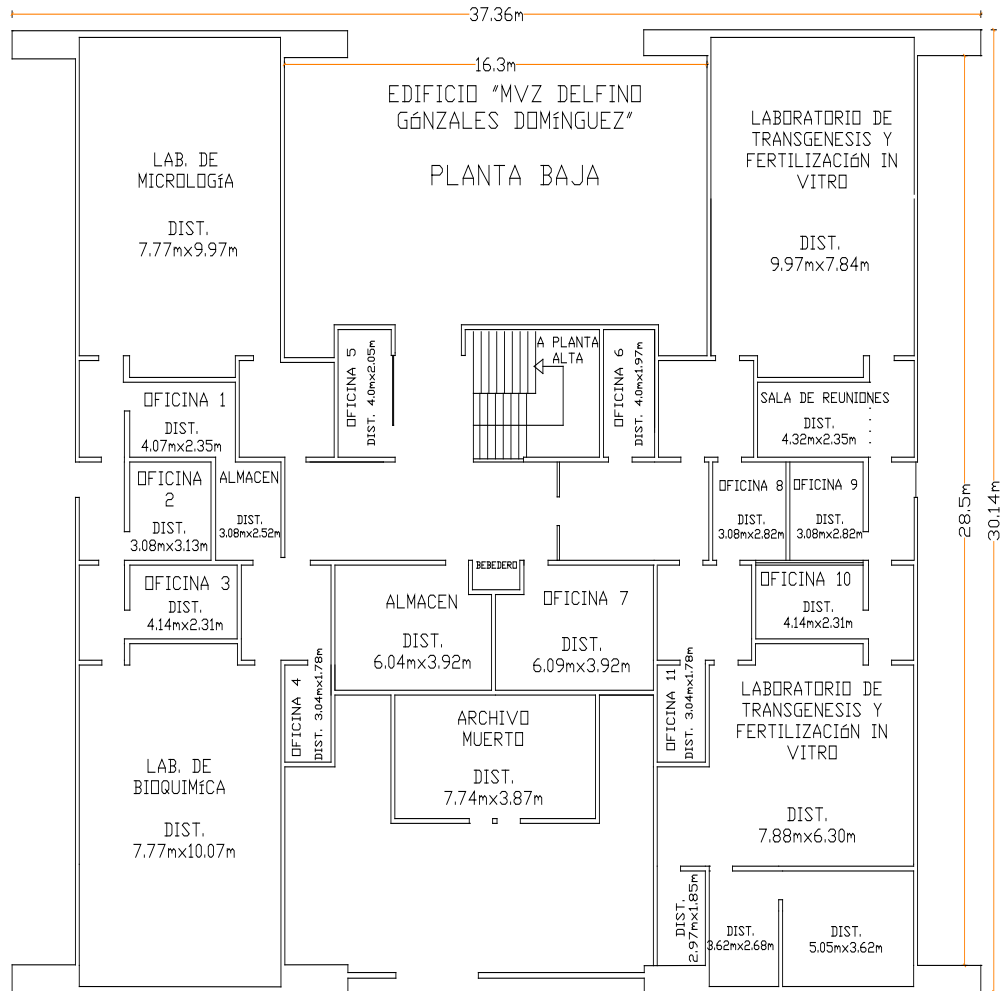 37.36m
16.3m
EDIFICIO "MVZ DELFINO
GóNZALES DOMíNGUEZ"
PLANTA BAJA
LAB. DE
MICROLOGíA
DIST.
7.77mx9.97m
LABORATORIO DE
TRANSGENESIS Y
FERTILIZACIóN IN
VITRO
DIST.
9.97mx7.84m
OFICINA 5
DIST. 4.0mx2.05m
A PLANTA
ALTA
OFICINA 6
DIST. 4.0mx1.97m
OFICINA 1
DIST.
4.07mx2.35m
SALA DE REUNIONES
DIST.
4.32mx2.35m
OFICINA
2
DIST.
3.08mx3.13m
ALMACEN
DIST.
3.08mx2.52m
OFICINA 8
DIST.
3.08mx2.82m
OFICINA 9
DIST.
3.08mx2.82m
28.5m
30.14m
OFICINA 3
DIST.
4.14mx2.31m
BEBEDERO
ALMACEN
DIST.
6.04mx3.92m
OFICINA 7
DIST.
6.09mx3.92m
OFICINA 10
DIST.
4.14mx2.31m
OFICINA 4
DIST. 3.04mx1.78m
OFICINA 11
DIST. 3.04mx1.78m
LABORATORIO DE
TRANSGENESIS Y
FERTILIZACIóN IN
VITRO
DIST.
7.88mx6.30m
ARCHIVO
MUERTO
DIST.
7.74mx3.87m
LAB. DE
BIOQUIMíCA
DIST.
7.77mx10.07m
DIST.
2.97mx1.85m
DIST.
3.62mx2.68m
DIST.
5.05mx3.62m